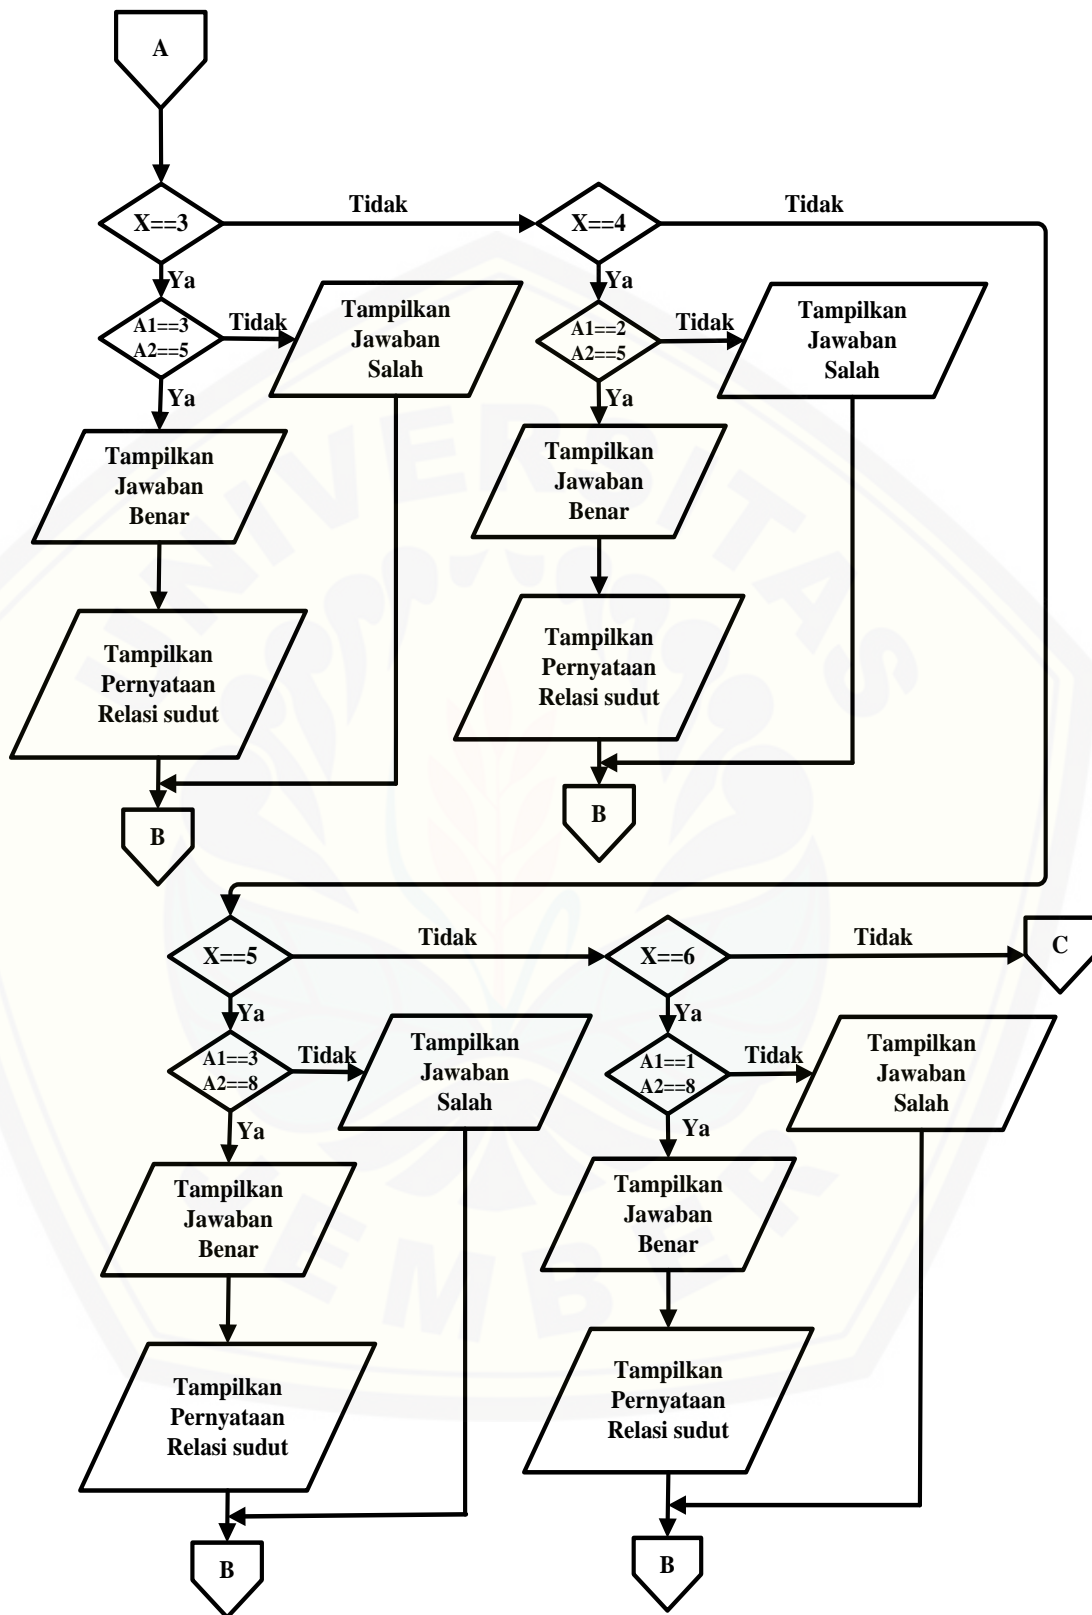 A
X==3
Tidak
X==4
Tidak
Ya
Ya
A1==3
A2==5
Tidak
Tampilkan
Jawaban
Salah
A1==2
A2==5
Tidak
Tampilkan
Jawaban
Salah
Ya
Ya
Tampilkan
Jawaban
Benar
Tampilkan
Jawaban
Benar
Tampilkan
Pernyataan
Relasi sudut
Tampilkan
Pernyataan
Relasi sudut
B
B
X==5
Tidak
X==6
Tidak
C
Ya
Ya
A1==3
A2==8
Tidak
Tampilkan
Jawaban
Salah
A1==1
A2==8
Tidak
Tampilkan
Jawaban
Salah
Ya
Ya
Tampilkan
Jawaban
Benar
Tampilkan
Jawaban
Benar
Tampilkan
Pernyataan
Relasi sudut
Tampilkan
Pernyataan
Relasi sudut
B
B
UNIVERSITAS
JEMBER